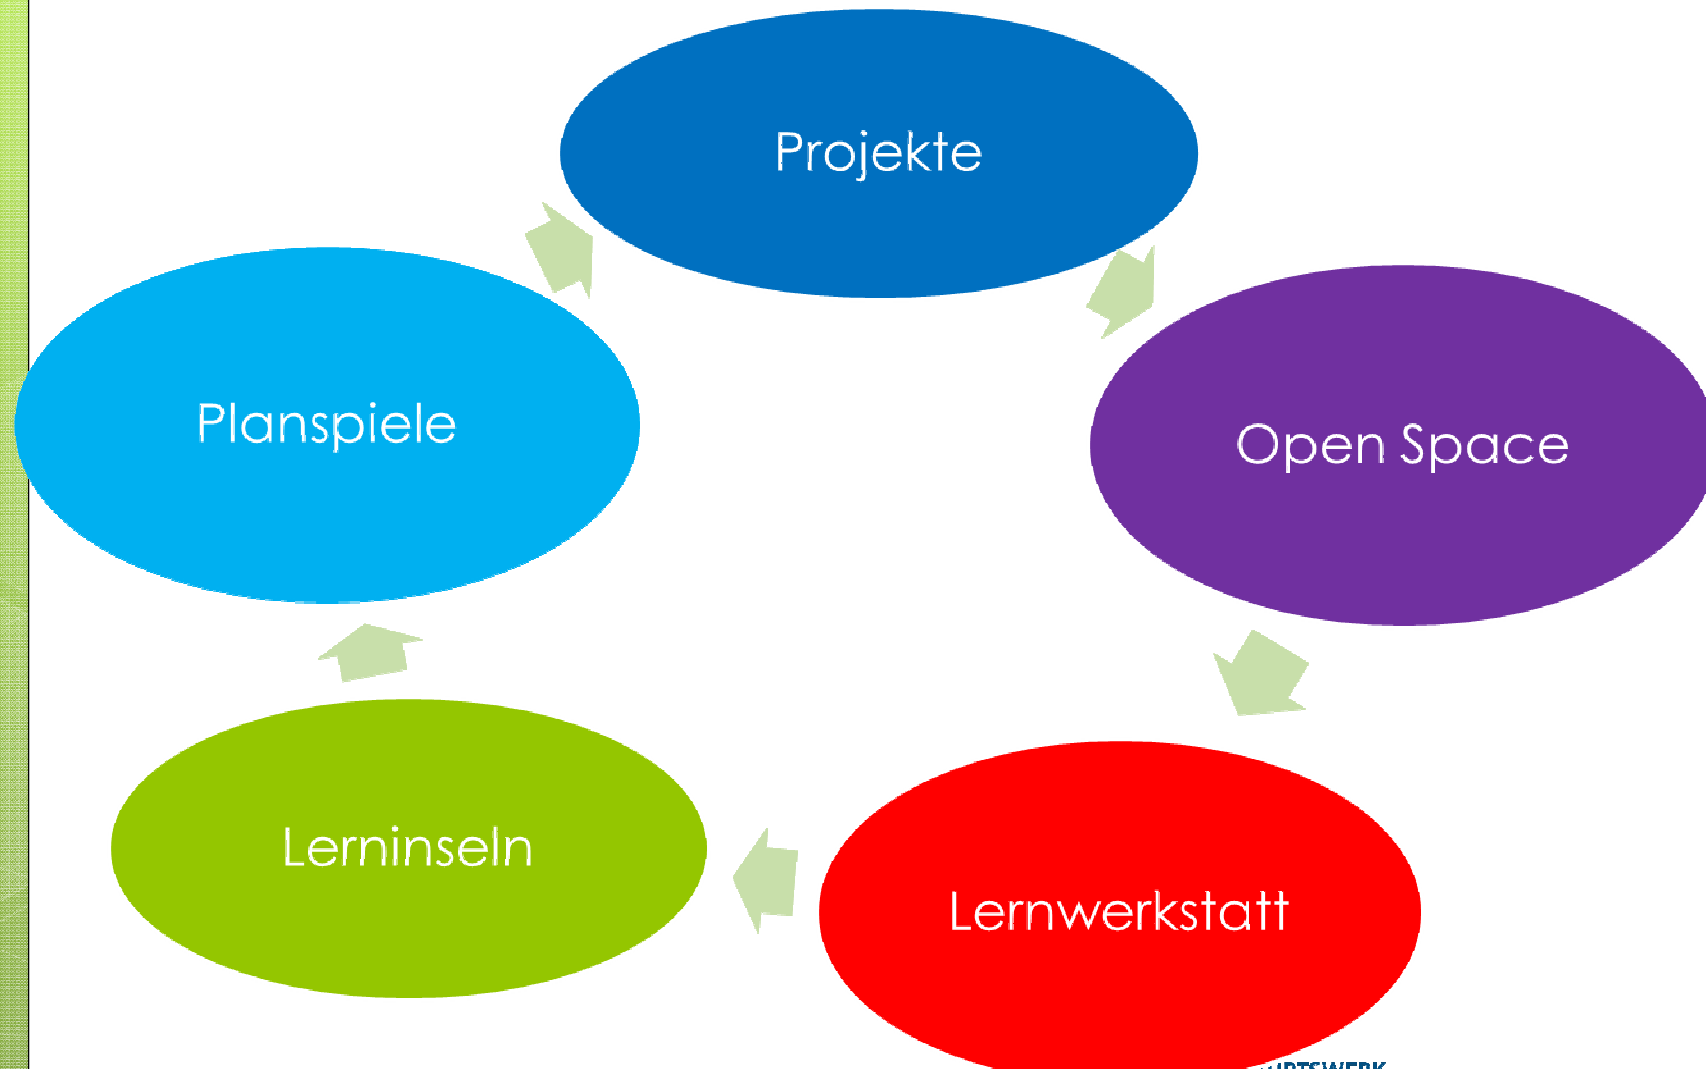 Projekte
Planspiele
Open Space
Lerninseln
Lernwerkstatt